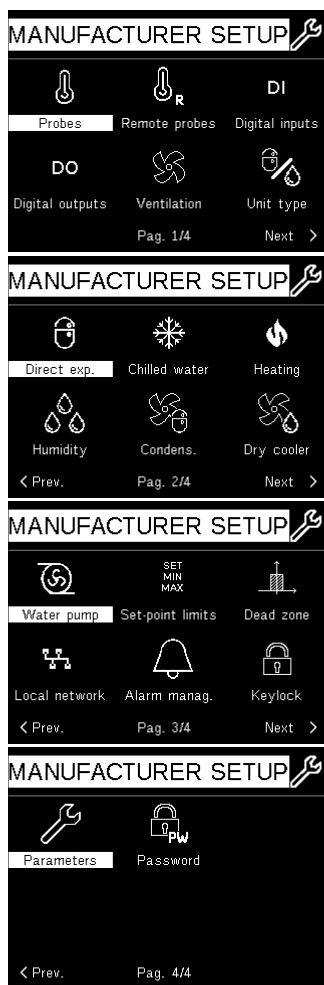 MANUFACTURER SETUP
R
DI
Probes Remote probes Digital inputs
DO
Digital outputs Ventilation Unit type
Pag. 1/4 Next >
MANUFACTURER SETUP
Direct exp. Chilled water Heating
Humidity Condens. Dry cooler
< Prev. Pag. 2/4 Next >
MANUFACTURER SETUP
SET
MIN
MAX
Water pump Set-point limits Dead zone
Local network Alarm manag. Keylock
< Prev. Pag. 3/4 Next >
MANUFACTURER SETUP
PW
Parameters Password
< Prev. Pag. 4/4